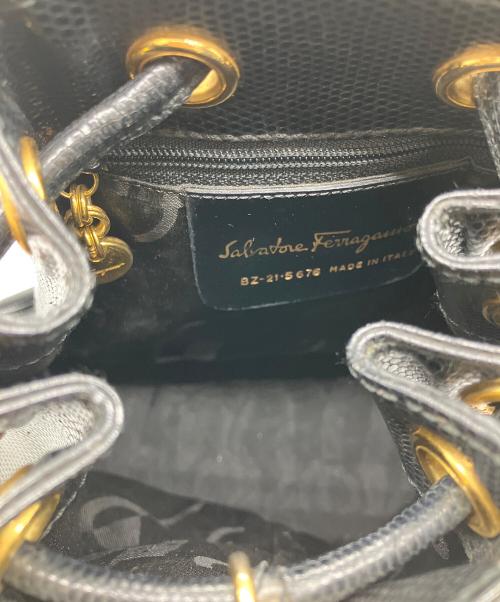 Salvatore Ferragamo
BZ-21-5676 MADE IN ITALY